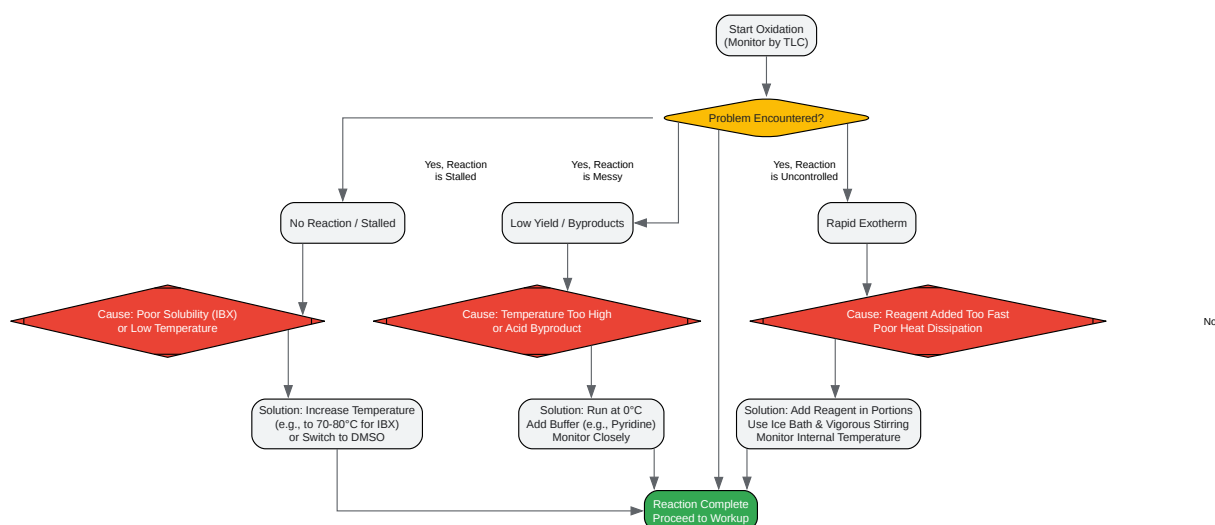 Start Oxidation
(Monitor by TLC)
Problem Encountered?
Yes, Reaction
is Stalled
Yes, Reaction
is Messy
Yes, Reaction
is Uncontrolled
No Reaction / Stalled
Low Yield / Byproducts
Rapid Exotherm
Cause: Poor Solubility (IBX)
or Low Temperature
Cause: Temperature Too High
or Acid Byproduct
Cause: Reagent Added Too Fast
Poor Heat Dissipation
No
Solution: Increase Temperature
(e.g., to 70-80°C for IBX)
or Switch to DMSO
Solution: Run at 0°C
Add Buffer (e.g., Pyridine)
Monitor Closely
Solution: Add Reagent in Portions
Use Ice Bath & Vigorous Stirring
Monitor Internal Temperature
Reaction Complete
Proceed to Workup